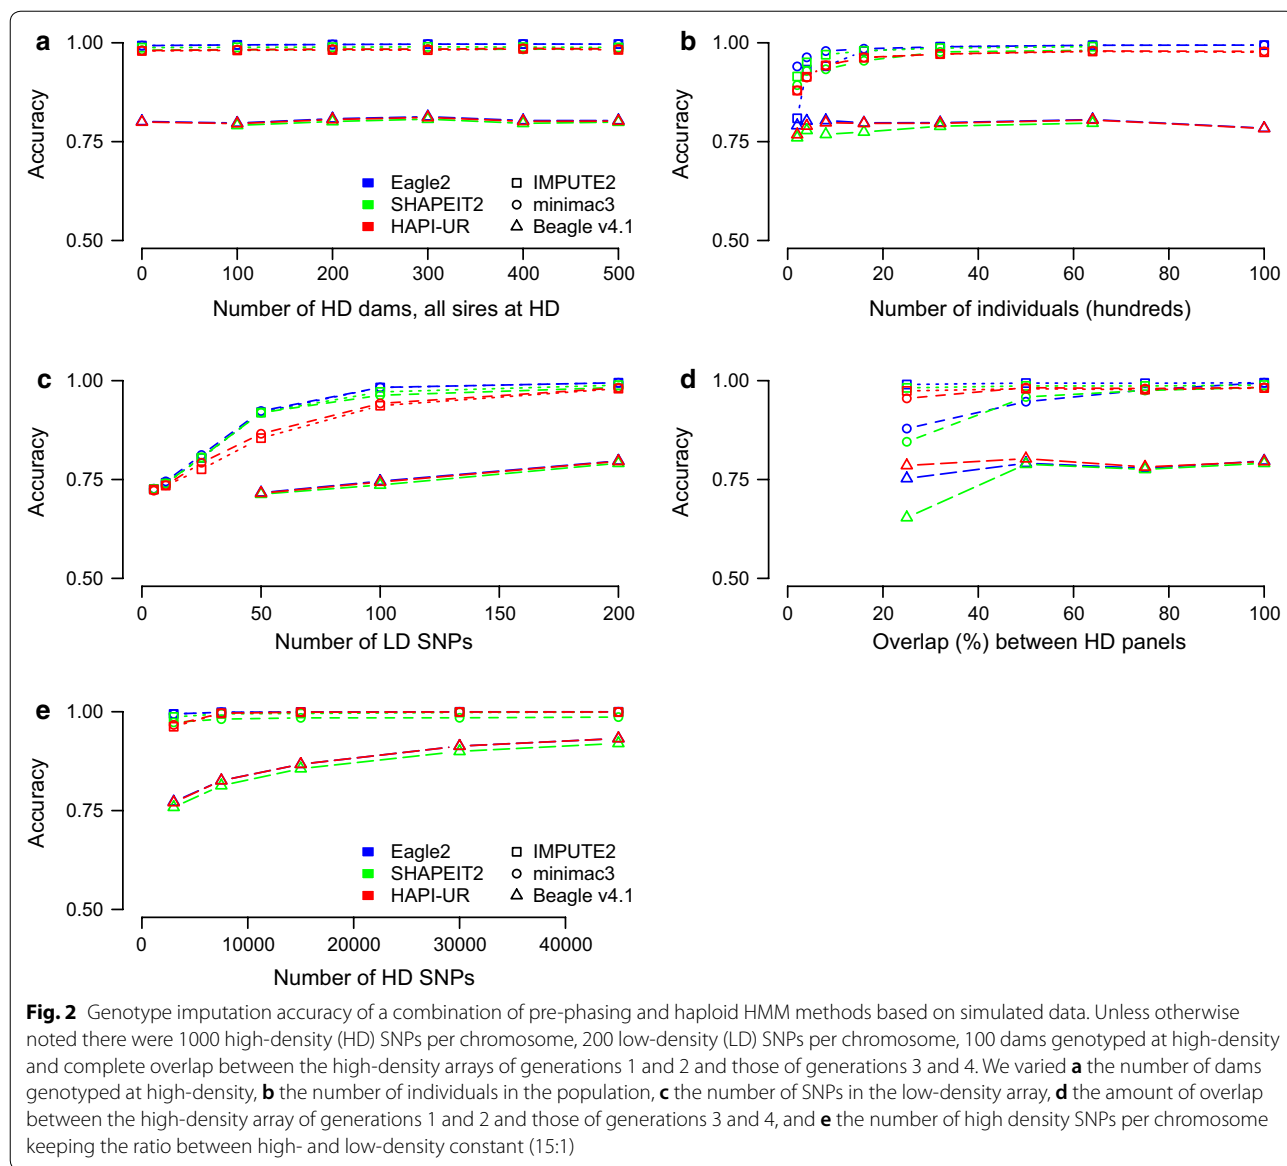 a
1.00
0.75
0.50
Accuracy
Eagle2
SHAPEIT2
HAPI-UR
IMPUTE2
minimac3
Beagle v4.1
0 100 200 300 400 500
Number of HD dams, all sires at HD
b
1.00
0.75
0.50
Accuracy
0 20 40 60 80 100
Number of individuals (hundreds)
c
1.00
0.75
0.50
Accuracy
0 50 100 150 200
Number of LD SNPs
d
1.00
0.75
0.50
Accuracy
0 20 40 60 80 100
Overlap (%) between HD panels
e
1.00
0.75
0.50
Accuracy
Eagle2
SHAPEIT2
HAPI-UR
IMPUTE2
minimac3
Beagle v4.1
0 10000 20000 30000 40000
Number of HD SNPs
Fig. 2 Genotype imputation accuracy of a combination of pre-phasing and haploid HMM methods based on simulated data. Unless otherwise
noted there were 1000 high-density (HD) SNPs per chromosome, 200 low-density (LD) SNPs per chromosome, 100 dams genotyped at high-density
and complete overlap between the high-density arrays of generations 1 and 2 and those of generations 3 and 4. We varied a the number of dams
genotyped at high-density, b the number of individuals in the population, c the number of SNPs in the low-density array, d the amount of overlap
between the high-density array of generations 1 and 2 and those of generations 3 and 4, and e the number of high density SNPs per chromosome
keeping the ratio between high- and low-density constant (15:1)